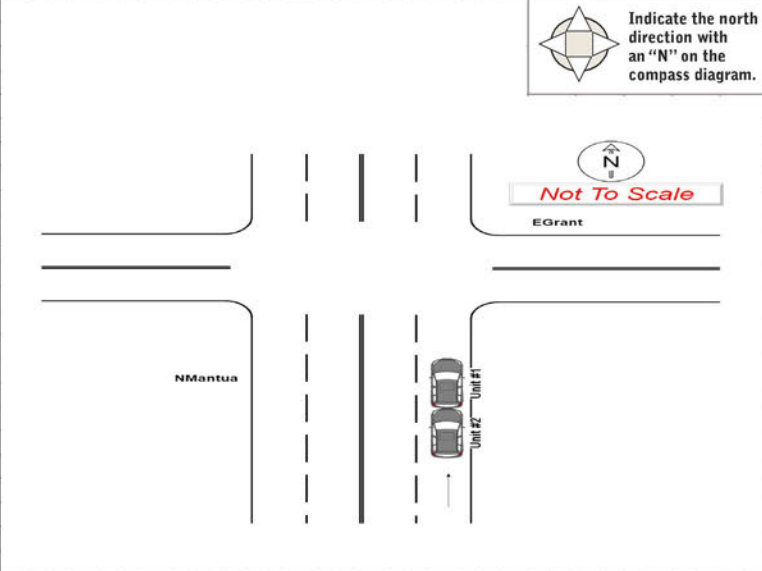 Indicate the north
direction with
an “N” on the
compass diagram.
N
Not To Scale
EGrant
NMantua
Unit #1
Unit #2